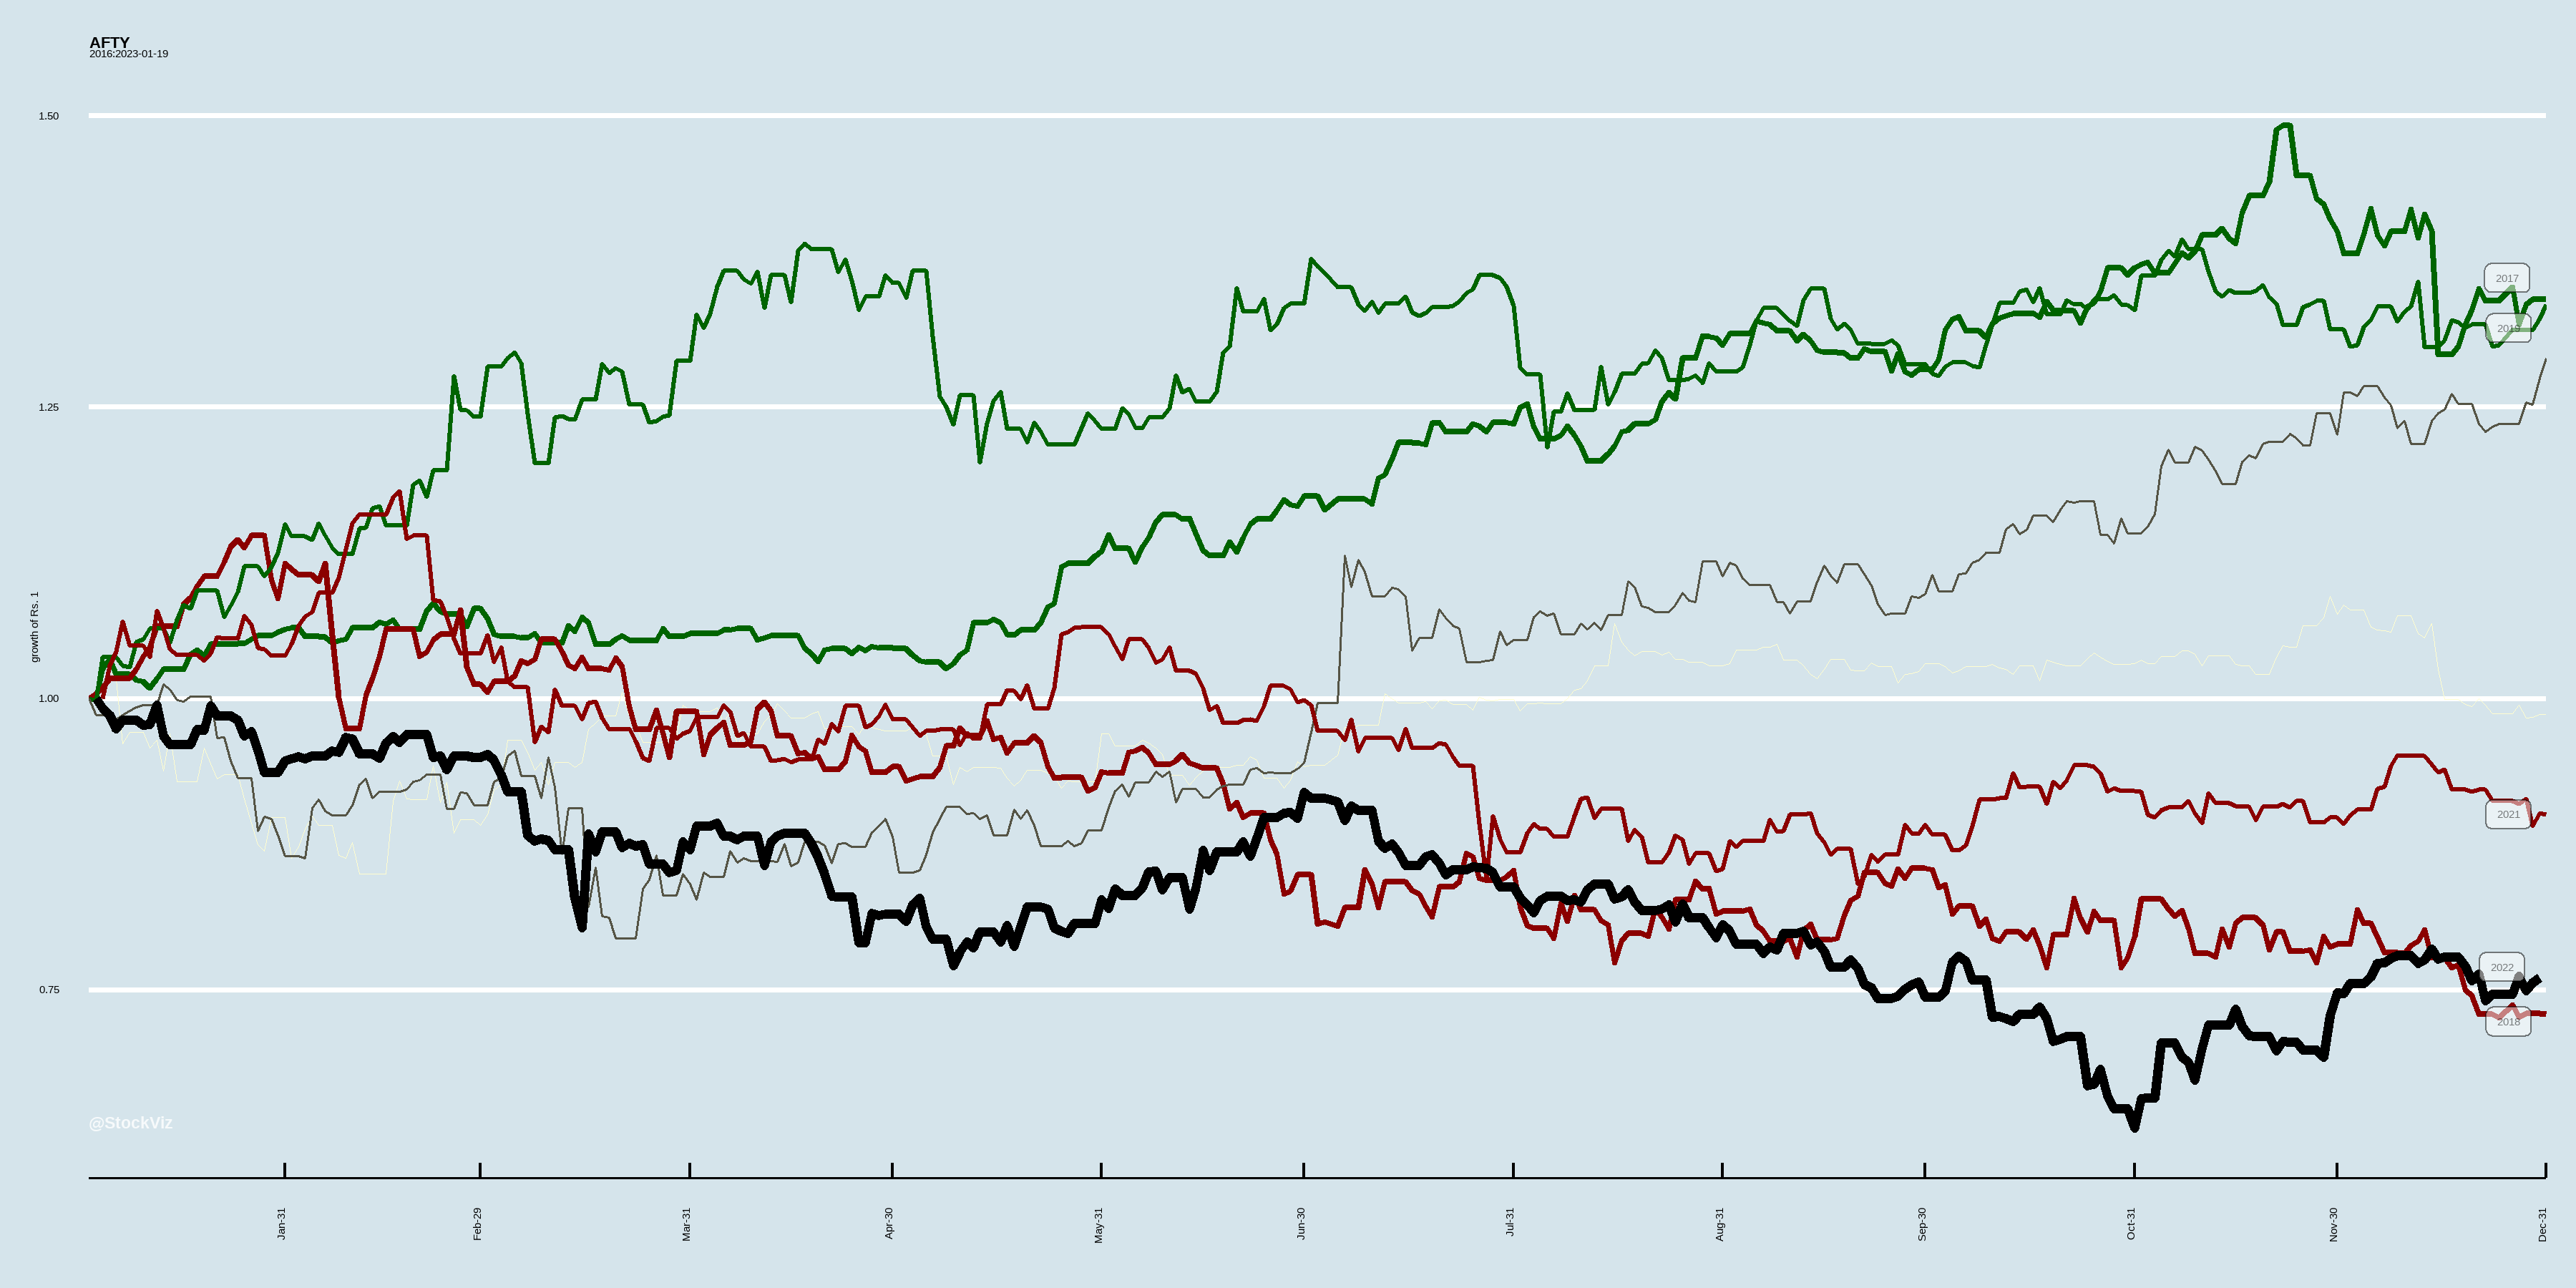 AFTY
2016:2023-01-19
1.50
1.25
1.00
0.75
growth of Rs. 1
2017
2019
2021
2022
2018
@StockViz
Jan-31
Feb-29
Mar-31
Apr-30
May-31
Jun-30
Jul-31
Aug-31
Sep-30
Oct-31
Nov-30
Dec-31